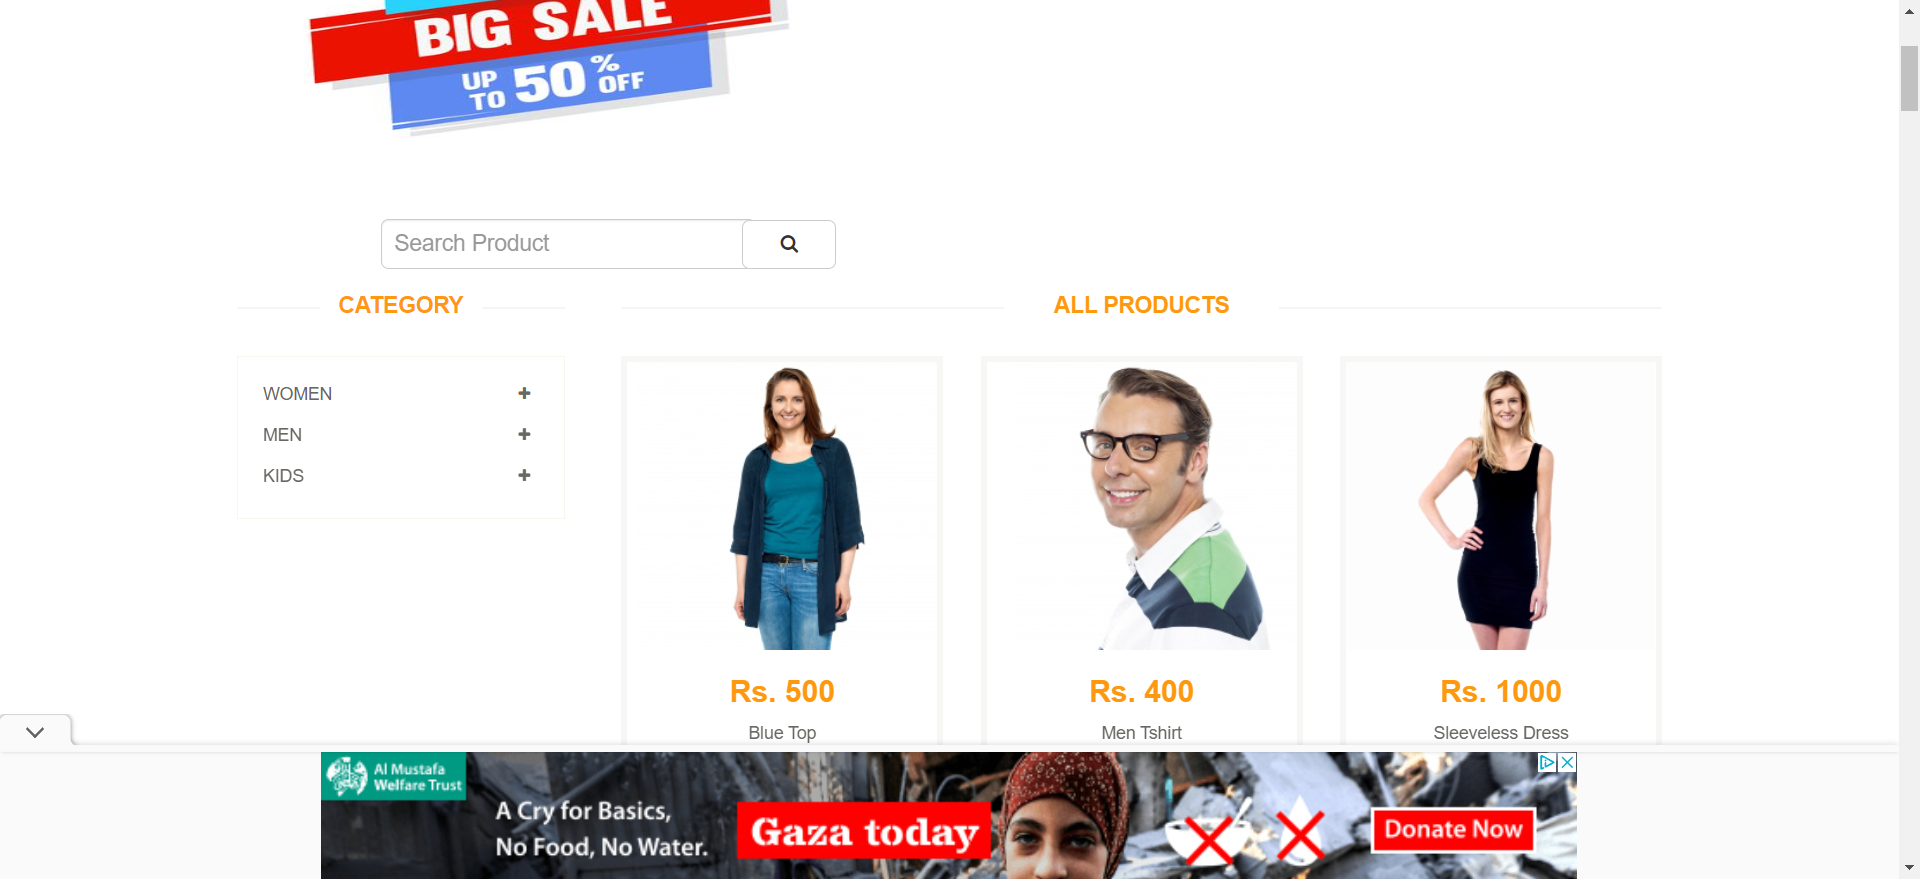 BIG SALE
UP TO 50% OFF
Search Product
CATEGORY
ALL PRODUCTS
WOMEN
MEN
KIDS
Rs. 500
Blue Top
Rs. 400
Men Tshirt
Rs. 1000
Sleeveless Dress
Al Mustafa
Welfare Trust
A Cry for Basics,
No Food, No Water.
Gaza today
Donate Now